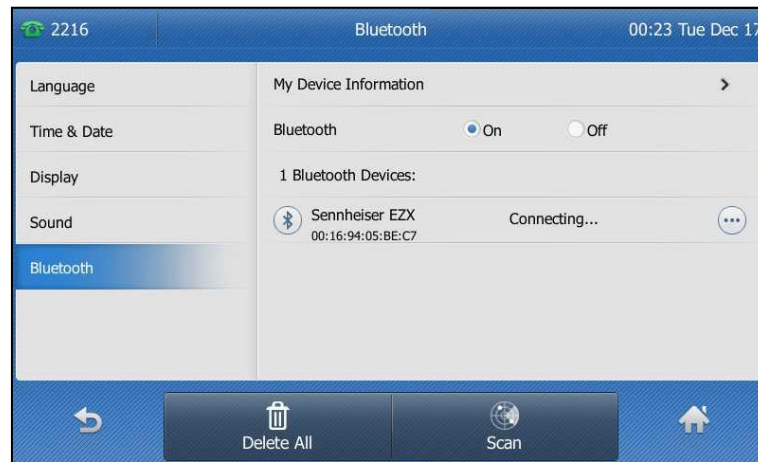 2216 Bluetooth 00:23 Tue Dec 17
Language
Time & Date
Display
Sound
Bluetooth
My Device Information
Bluetooth On Off
1 Bluetooth Devices:
Sennheiser EZX Connecting...
00:16:94:05:BE:C7
Delete All Scan